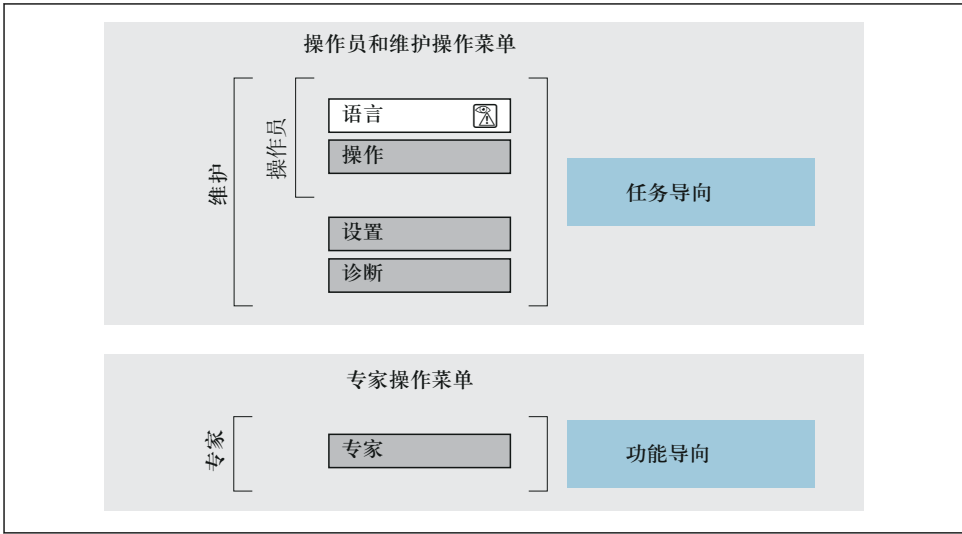 操作员和维护操作菜单
维护
操作员
语言
操作
设置
诊断
任务导向
专家操作菜单
专家
专家
功能导向